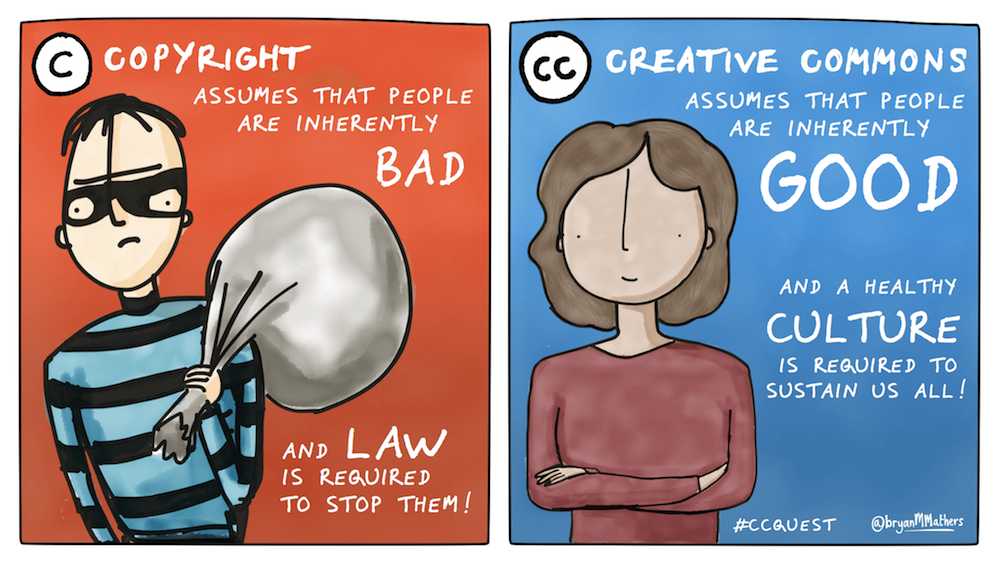 C COPYRIGHT
ASSUMES THAT PEOPLE
ARE INHERENTLY
BAD
AND LAW
IS REQUIRED
TO STOP THEM!
CC CREATIVE COMMONS
ASSUMES THAT PEOPLE
ARE INHERENTLY
GOOD
AND A HEALTHY
CULTURE
IS REQUIRED TO
SUSTAIN US ALL!
#CCQUEST @bryanMMathers